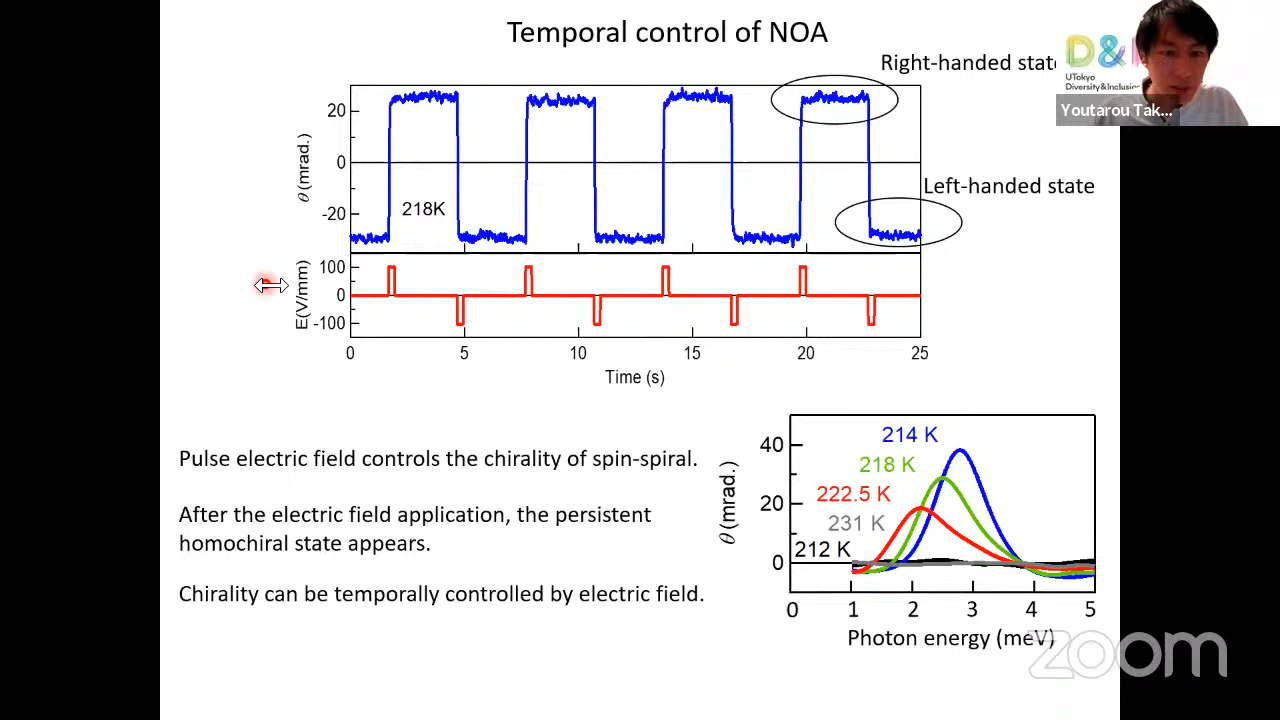 Temporal control of NOA
Right-handed state
D&I
UTokyo
Diversity & Inclusion
Youtarou Tak...
θ (mrad.)
20
0
-20
218K
Left-handed state
E(V/mm)
100
0
-100
0 5 10 15 20 25
Time (s)
Pulse electric field controls the chirality of spin-spiral.
After the electric field application, the persistent
homochiral state appears.
Chirality can be temporally controlled by electric field.
θ (mrad.)
40
20
0
214 K
218 K
222.5 K
231 K
212 K
0 1 2 3 4 5
Photon energy (meV)
zoom